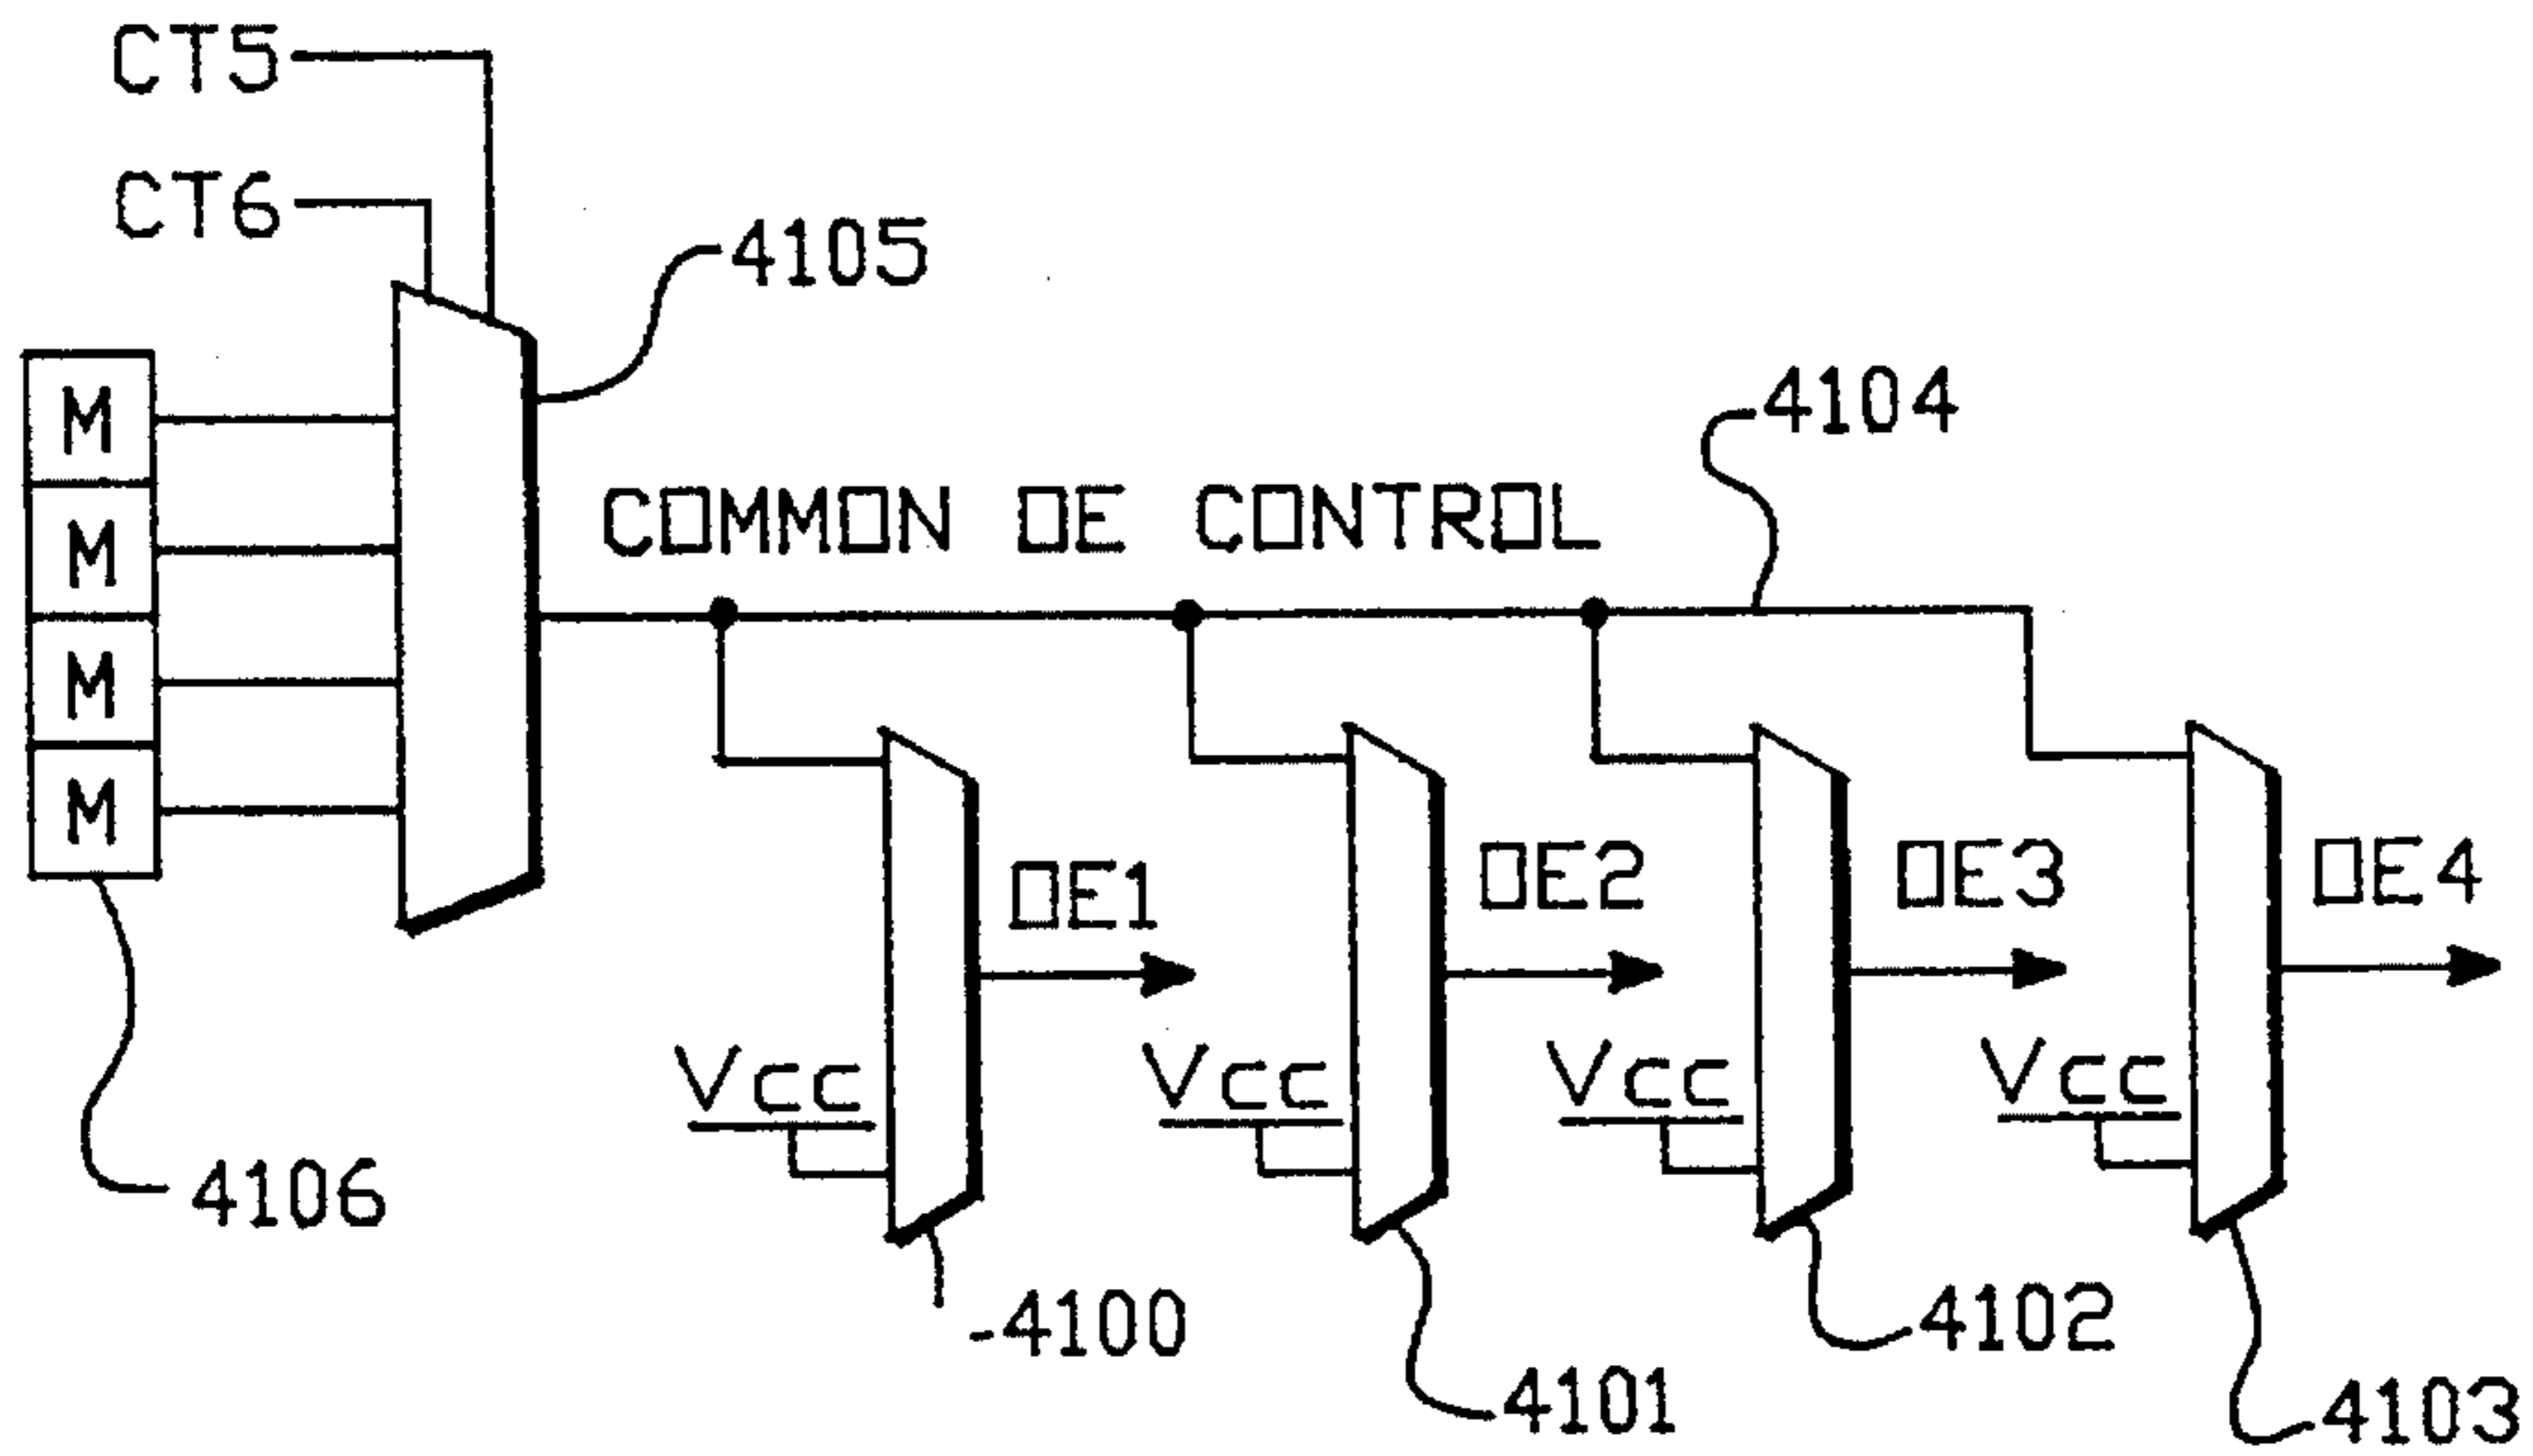 CT5
CT6
4105
4104
M
M
M
M
COMMON OE CONTROL
OE1
OE2
OE3
OE4
Vcc
Vcc
Vcc
Vcc
4106
-4100
4101
4102
4103